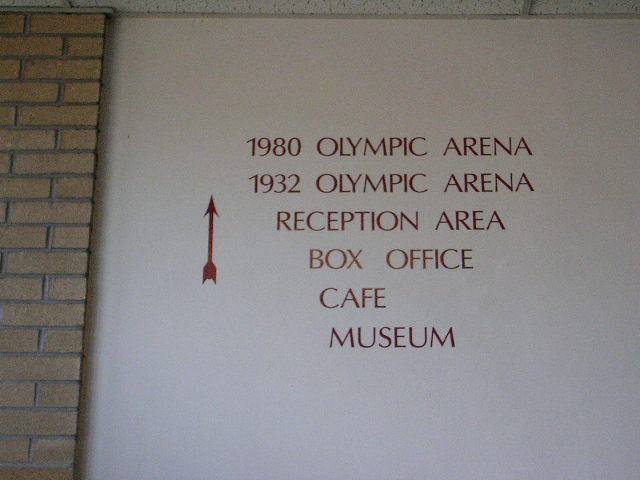 1980 OLYMPIC ARENA
1932 OLYMPIC ARENA
RECEPTION AREA
BOX OFFICE
CAFE
MUSEUM